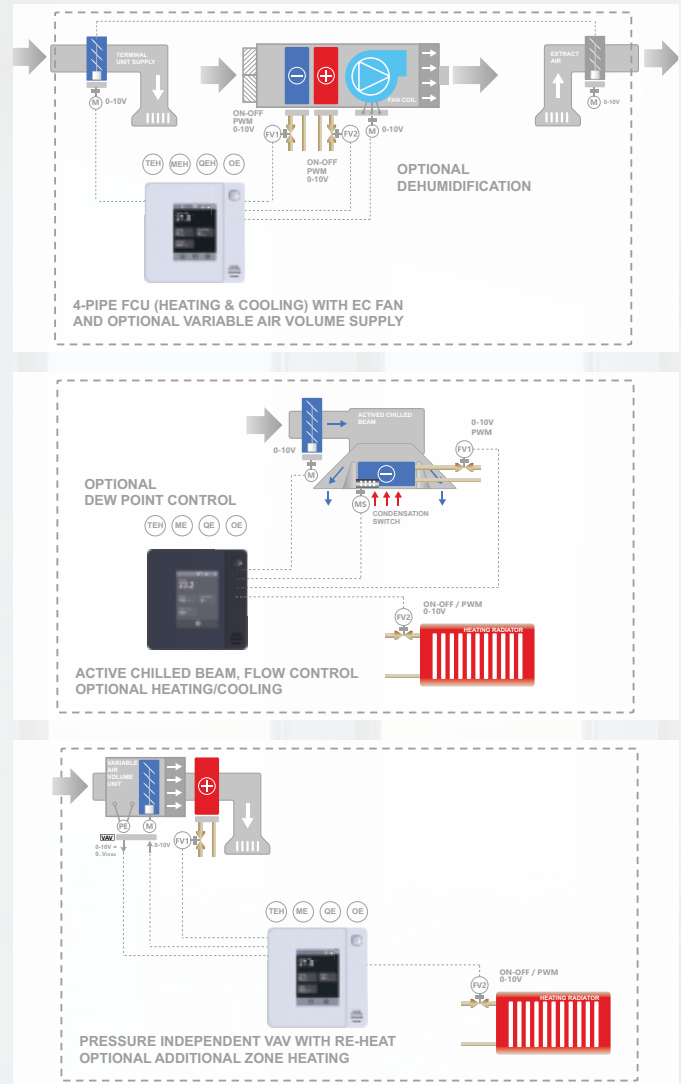 TERMINAL
UNIT SUPPLY
EXTRACT
AIR
FAN COIL
M
0-10V
ON-OFF
PWM
0-10V
FV1
FV2
M
0-10V
M
0-10V
ON-OFF
PWM
0-10V
OPTIONAL
DEHUMIDIFICATION
TEH
MEH
QEH
OE
4-PIPE FCU (HEATING & COOLING) WITH EC FAN
AND OPTIONAL VARIABLE AIR VOLUME SUPPLY
ACTIVED CHILLED
BEAM
0-10V
PWM
FV1
0-10V
M
MS
CONDENSATION
SWITCH
OPTIONAL
DEW POINT CONTROL
TEH
ME
QE
OE
23.2
ON-OFF / PWM
0-10V
FV2
HEATING RADIATOR
ACTIVE CHILLED BEAM, FLOW CONTROL
OPTIONAL HEATING/COOLING
VARIABLE
AIR
VOLUME
UNIT
PE
M
VAV
0-10V =
0..Vmax
0-10V
FV1
TEH
ME
QE
OE
ON-OFF / PWM
0-10V
FV2
HEATING RADIATOR
PRESSURE INDEPENDENT VAV WITH RE-HEAT
OPTIONAL ADDITIONAL ZONE HEATING